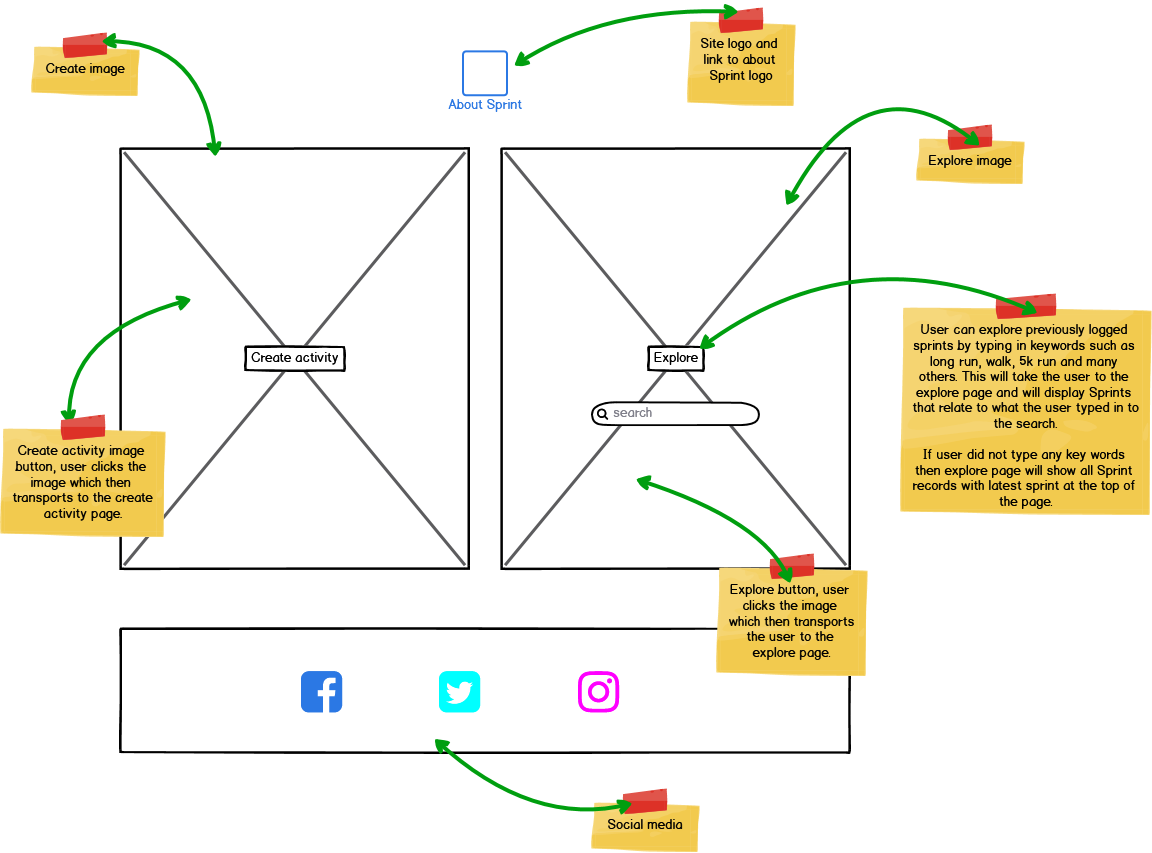 Create image
Site logo and
link to about
Sprint logo
About Sprint
Explore image
Create activity
Explore
search
User can explore previously logged
sprints by typing in keywords such as
long run, walk, 5k run and many
others. This will take the user to the
explore page and will display Sprints
that relate to what the user typed in to
the search.
If user did not type any key words
then explore page will show all Sprint
records with latest sprint at the top of
the page.
Create activity image
button, user clicks the
image which then
transports to the create
activity page.
Explore button, user
clicks the image
which then transports
the user to the
explore page.
Social media